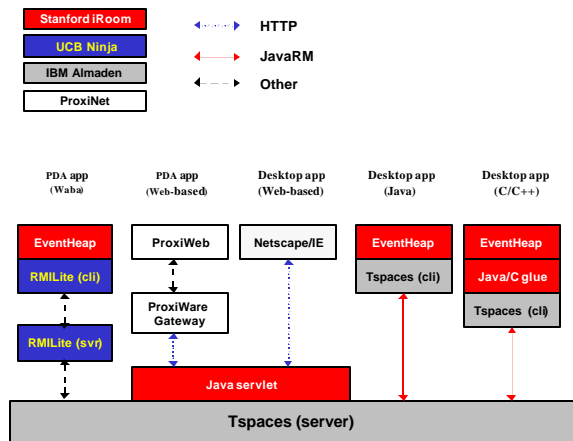 Stanford iRoom
UCB Ninja
IBM Almaden
ProxiNet
HTTP
JavaRM
Other
PDA app
(Waba)
PDA app
(Web-based)
Desktop app
(Web-based)
Desktop app
(Java)
Desktop app
(C/C++)
EventHeap
RMILite (cli)
RMILite (svr)
ProxiWeb
ProxiWare
Gateway
Netscape/IE
EventHeap
Tspaces (cli)
EventHeap
Java/C glue
Tspaces (cli)
Java servlet
Tspaces (server)